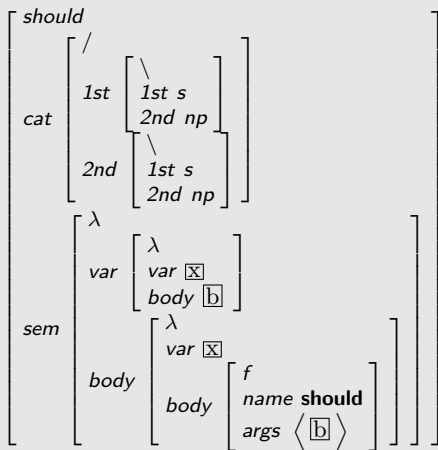 should
/
\
1st
1st s
2nd np
cat
\
2nd
1st s
2nd np
λ
λ
var
var x
body b
sem
λ
var x
body
f
body
name should
args ⟨ b ⟩